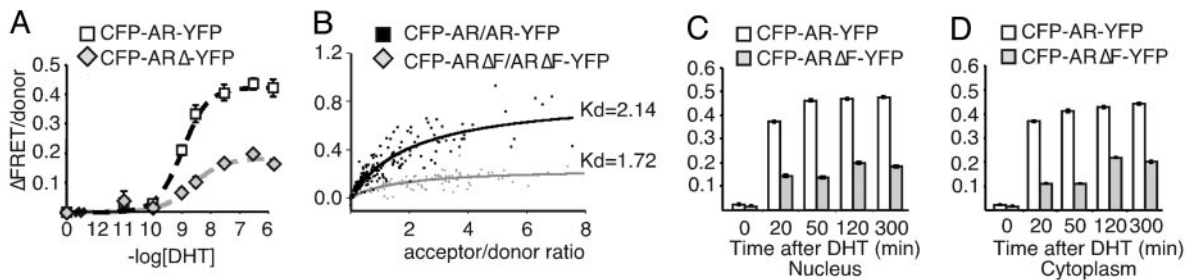 A
CFP-AR-YFP
CFP-ARΔ-YFP
ΔFRET/donor
0.5
0.4
0.3
0.2
0.1
0 12 11 10 9 8 7 6
-log[DHT]
B
CFP-AR/AR-YFP
CFP-ARΔF/ARΔF-YFP
1.2
0.8
0.4
0.0
Kd=2.14
Kd=1.72
2 4 6 8
acceptor/donor ratio
C
CFP-AR-YFP
CFP-ARΔF-YFP
0.6
0.5
0.4
0.3
0.2
0.1
0 20 50 120 300
Time after DHT (min)
Nucleus
D
CFP-AR-YFP
CFP-ARΔF-YFP
0.6
0.5
0.4
0.3
0.2
0.1
0 20 50 120 300
Time after DHT (min)
Cytoplasm